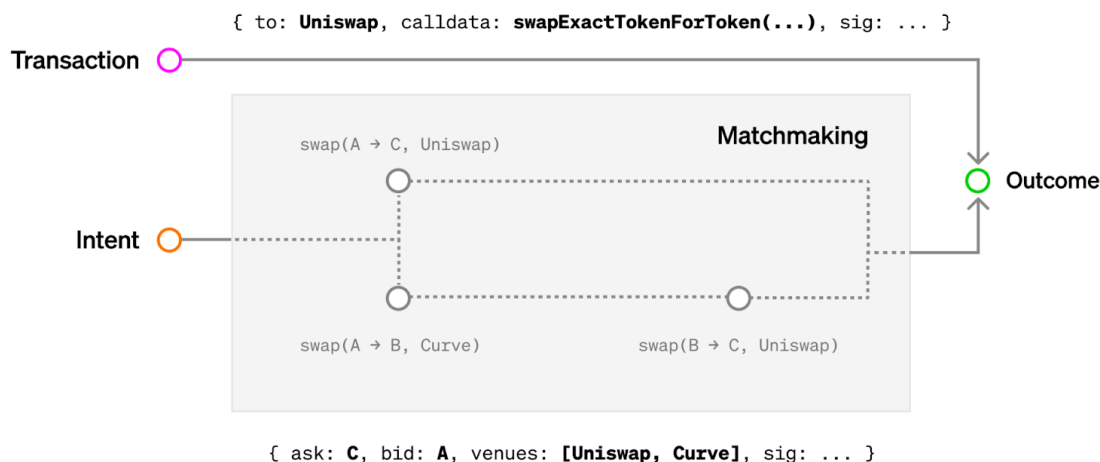 { to: Uniswap, calldata: swapExactTokenForToken(...), sig: ... }
Transaction
Matchmaking
swap(A → C, Uniswap)
Outcome
Intent
swap(A → B, Curve)
swap(B → C, Uniswap)
{ ask: C, bid: A, venues: [Uniswap, Curve], sig: ... }